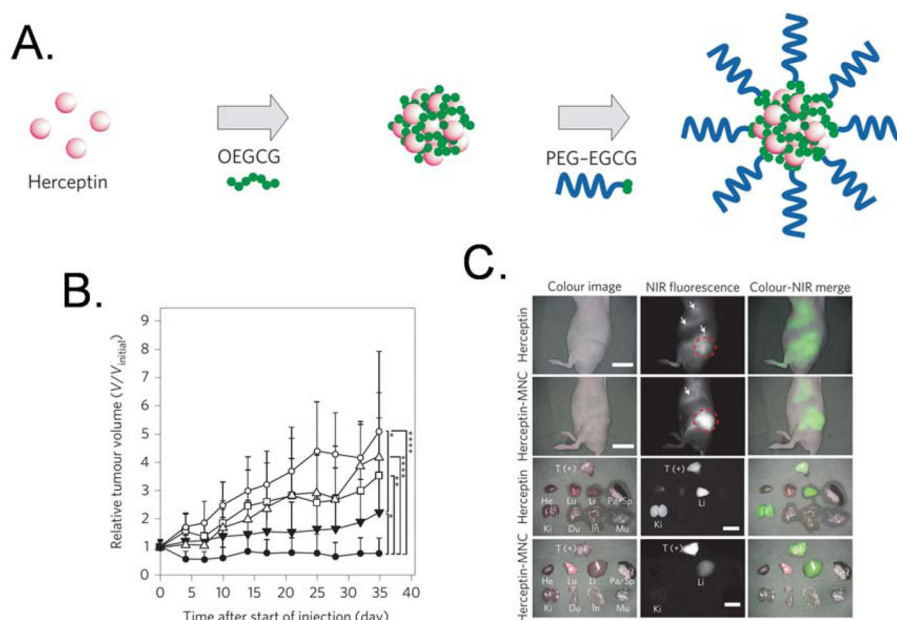 A.
Herceptin
OEGCG
PEG–EGCG
B.
Relative tumour volume (V/Vinitial)
9
8
7
6
5
4
3
2
1
0
0 5 10 15 20 25 30 35 40
Time after start of injection (day)
*
****
****
**
*
C.
Colour image NIR fluorescence Colour-NIR merge
Herceptin
Herceptin-MNC
Herceptin
T (+) T (+)
He Lu Li Pa/Sp Li
Ki Du In Mu Ki
Herceptin-MNC
T (+) T (+)
He Lu Li Pa/Sp Li
Ki Du In Mu Ki